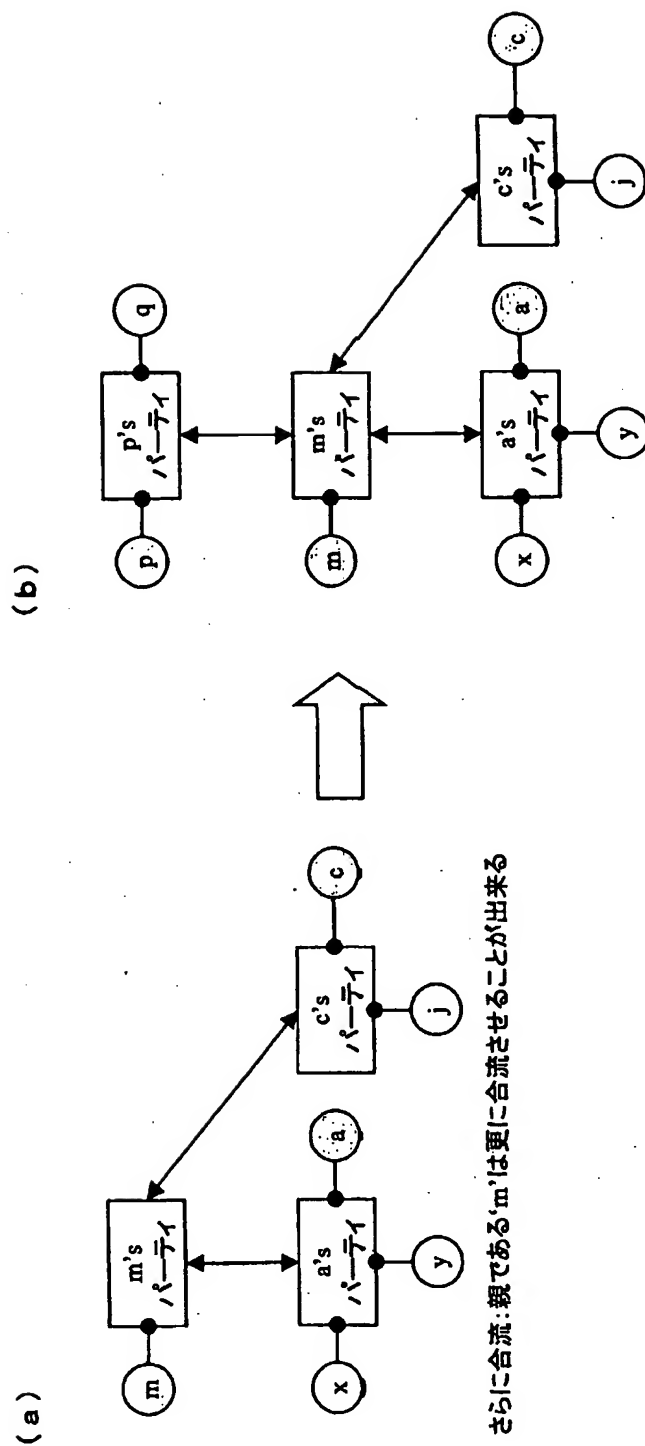 (a)
m's
パーティ
m
a's
パーティ
x
y
a
c's
パーティ
c
j
さらに合流:親である'm'は更に合流させることが出来る
(b)
p's
パーティ
p
q
m's
パーティ
m
a's
パーティ
x
y
a
c's
パーティ
c
j